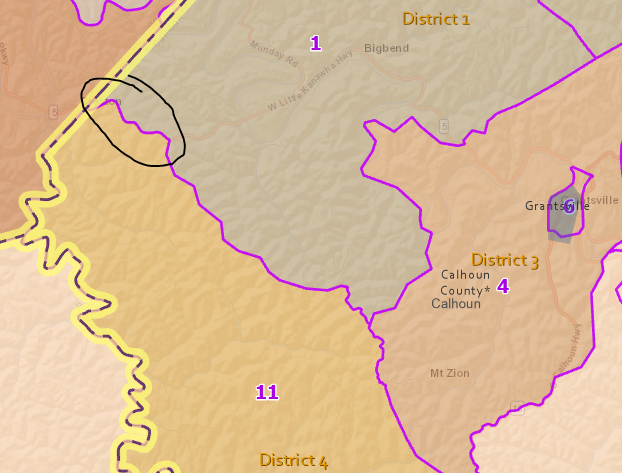 District 1
1
Bigbend
Munday Rd
W Little Kanawha Hwy
5
5
Grantsville
6
District 3
Calhoun
County*
4
Calhoun
Mt Zion
11
District 4